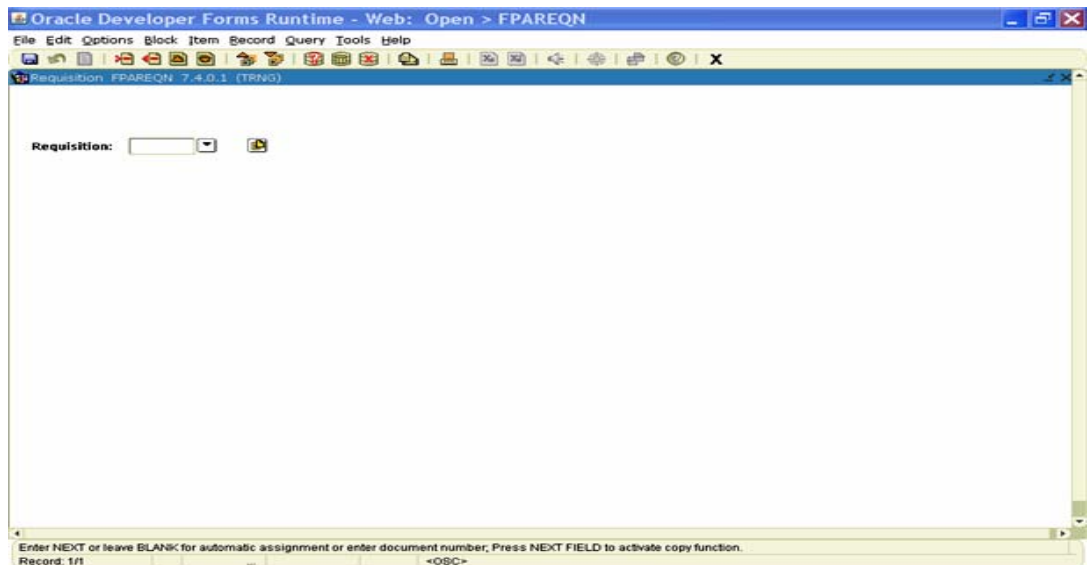 Oracle Developer Forms Runtime - Web: Open > FPAREQN
File Edit Options Block Item Record Query Tools Help
Requisition FPAREQN 7.4.0.1 (TRNG)
Requisition:
Enter NEXT or leave BLANK for automatic assignment or enter document number; Press NEXT FIELD to activate copy function.
Record: 1/1 ... <OSC>